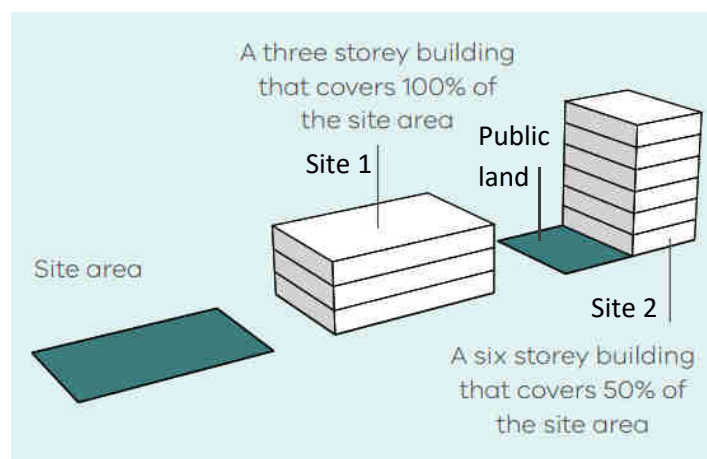 A three storey building
that covers 100% of
the site area
Site 1
Public
land
Site area
Site 2
A six storey building
that covers 50% of
the site area